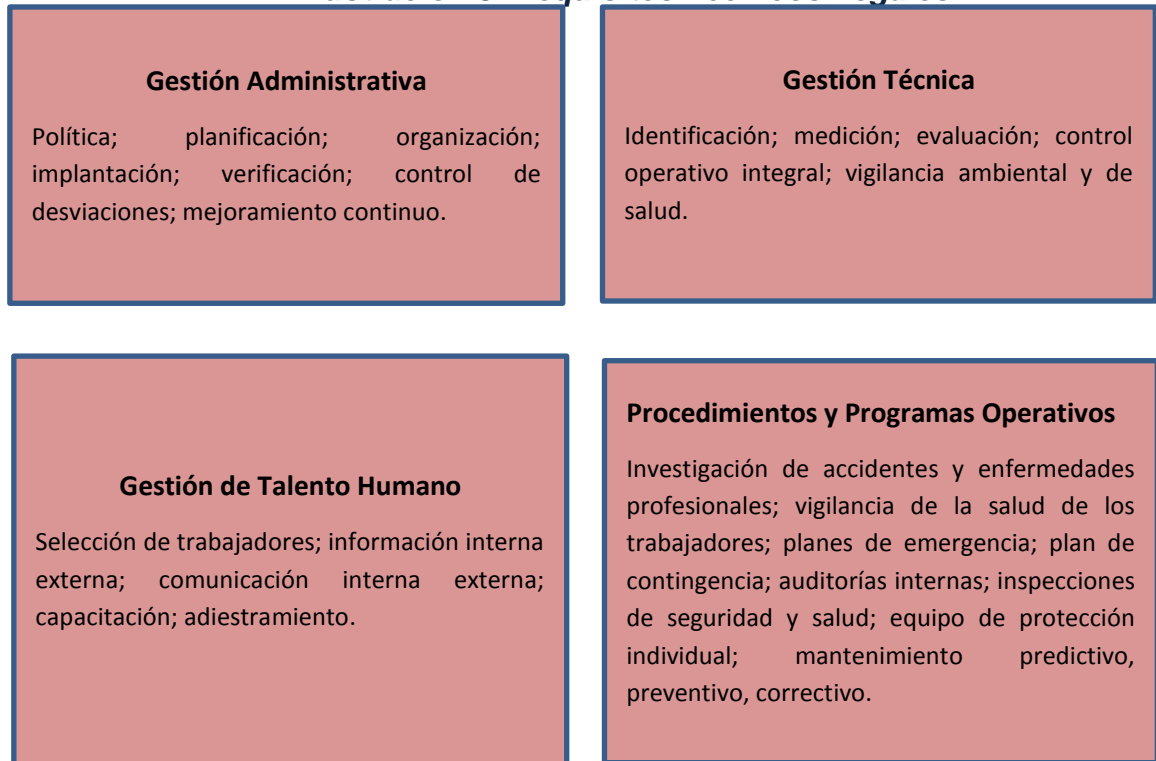 Gestión Administrativa
Política; planificación; organización;
implantación; verificación; control de
desviaciones; mejoramiento continuo.
Gestión Técnica
Identificación; medición; evaluación; control
operativo integral; vigilancia ambiental y de
salud.
Gestión de Talento Humano
Selección de trabajadores; información interna
externa; comunicación interna externa;
capacitación; adiestramiento.
Procedimientos y Programas Operativos
Investigación de accidentes y enfermedades
profesionales; vigilancia de la salud de los
trabajadores; planes de emergencia; plan de
contingencia; auditorías internas; inspecciones
de seguridad y salud; equipo de protección
individual; mantenimiento predictivo,
preventivo, correctivo.